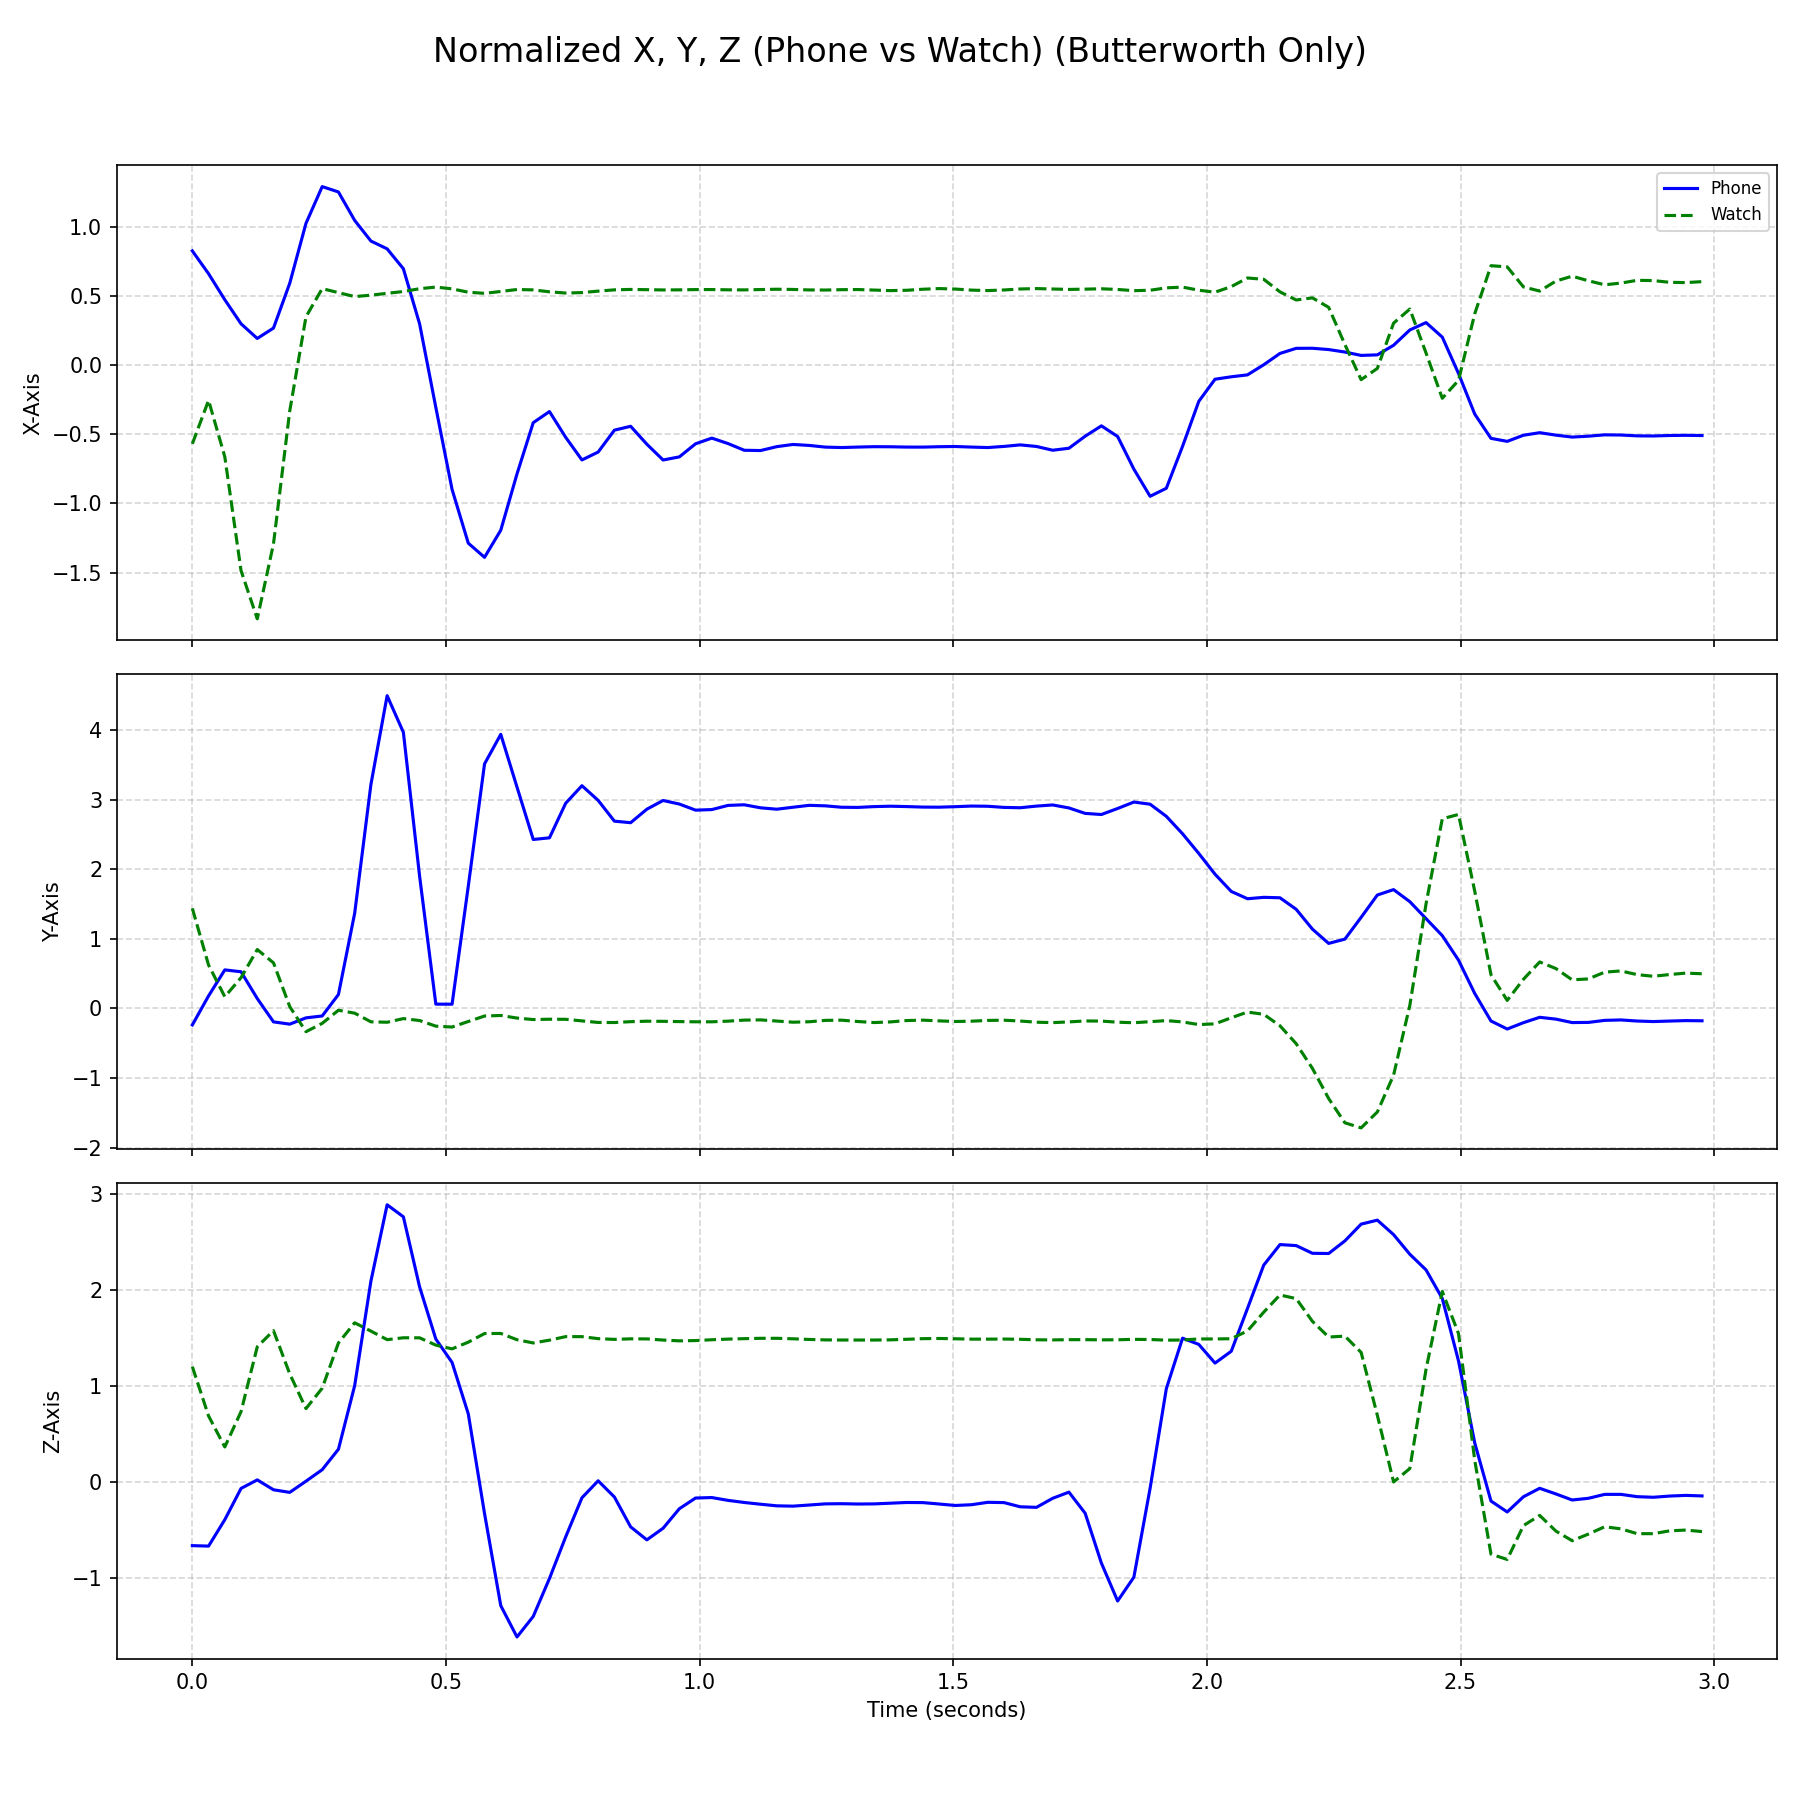 Normalized X, Y, Z (Phone vs Watch) (Butterworth Only)
Phone
Watch
1.0
0.5
0.0
−0.5
−1.0
−1.5
X-Axis
4
3
2
1
0
−1
−2
Y-Axis
3
2
1
0
−1
Z-Axis
0.0 0.5 1.0 1.5 2.0 2.5 3.0
Time (seconds)